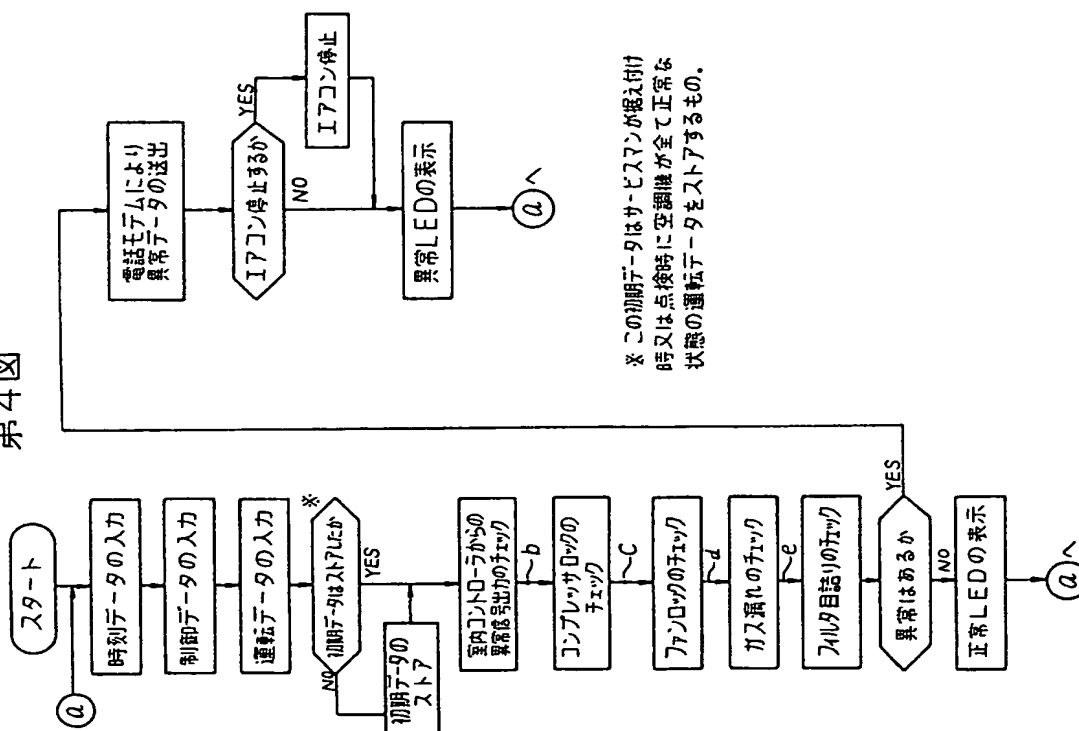 第4図
スタート
a
時刻データの入力
制御データの入力
運転データの入力
初期データはストアしたか
※
NO
YES
初期データの
ストア
室内コントローラからの
異常信号出力のチェック
b
コンプレッサロックの
チェック
C
ファンロックのチェック
d
ガス漏れのチェック
e
フィルタ目詰りのチェック
異常はあるか
YES
NO
正常LEDの表示
aへ
電話モデムにより
異常データの送出
エアコン停止するか
YES
NO
エアコン停止
異常LEDの表示
aへ
※ この初期データはサービスマンが据え付け
時又は点検時に空調機が全て正常な
状態の運転データをストアするもの.